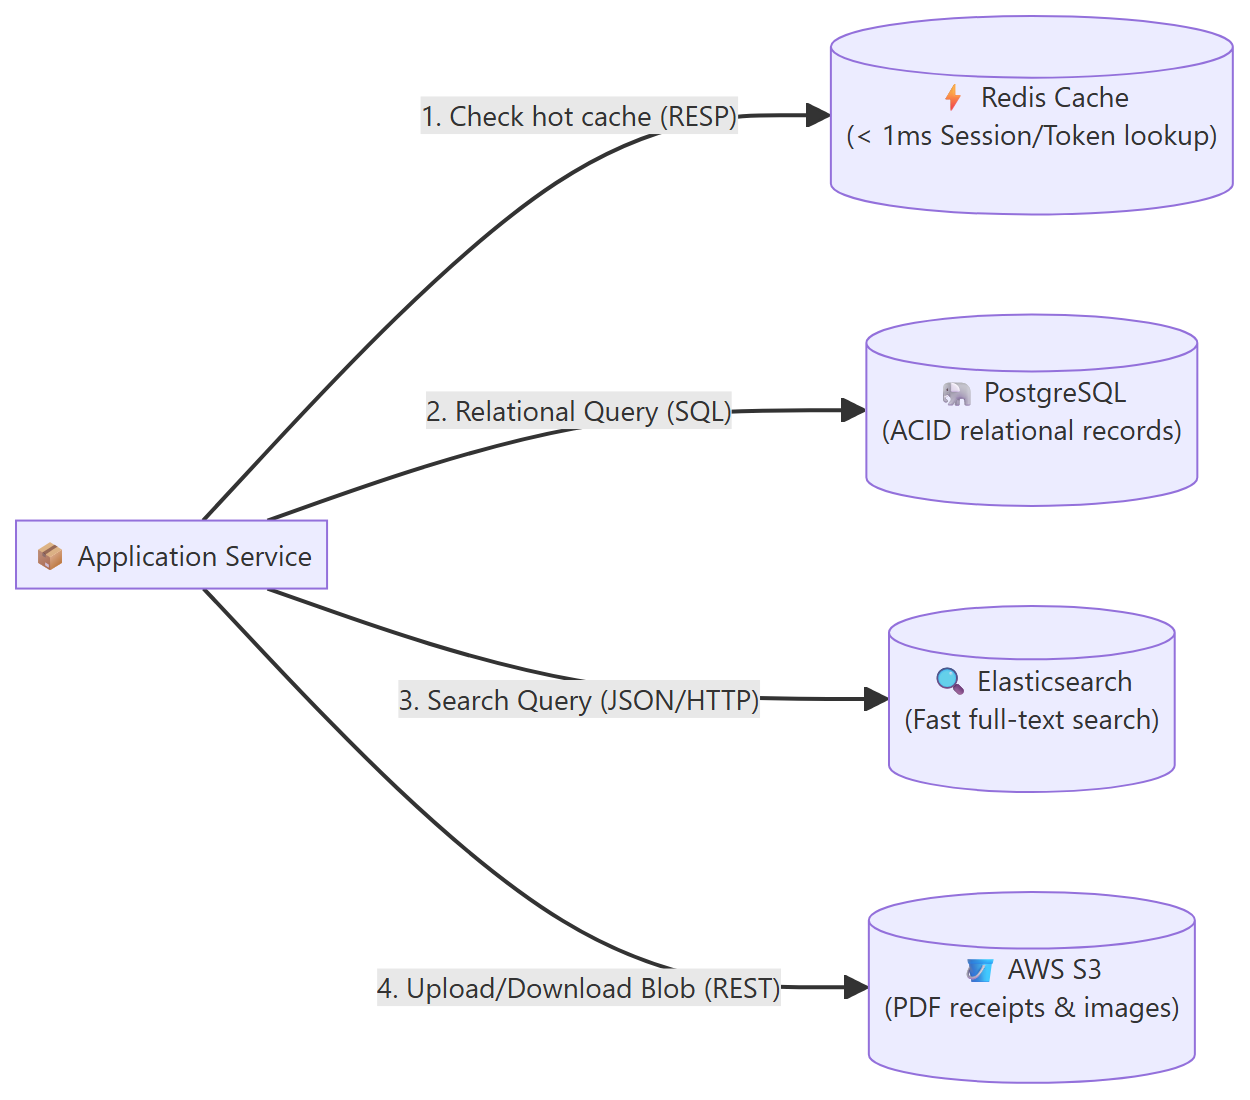 1. Check hot cache (RESP)
⚡ Redis Cache
(< 1ms Session/Token lookup)
2. Relational Query (SQL)
🐘 PostgreSQL
(ACID relational records)
📦 Application Service
3. Search Query (JSON/HTTP)
🔍 Elasticsearch
(Fast full-text search)
4. Upload/Download Blob (REST)
🪣 AWS S3
(PDF receipts & images)